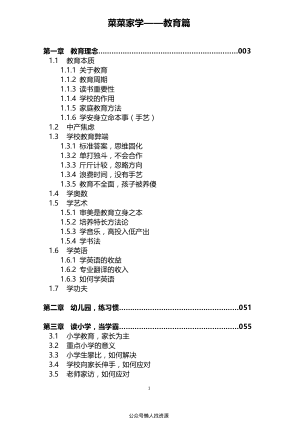 菜菜家学——教育篇
第一章 教育理念……………………………………………………003
1.1 教育本质
1.1.1 关于教育
1.1.2 教育周期
1.1.3 读书重要性
1.1.4 学校的作用
1.1.5 家庭教育方法
1.1.6 学安身立命本事（手艺）
1.2 中产焦虑
1.3 学校教育弊端
1.3.1 标准答案，思维固化
1.3.2 单打独斗，不会合作
1.3.3 斤斤计较，忽略方向
1.3.4 浪费时间，没有手艺
1.3.5 教育不全面，孩子被养傻
1.4 学奥数
1.5 学艺术
1.5.1 审美是教育立身之本
1.5.2 培养特长方法论
1.5.3 学音乐，高投入低产出
1.5.4 学书法
1.6 学英语
1.6.1 学英语的收益
1.6.2 专业翻译的收入
1.6.3 如何学英语
1.7 学功夫
第二章 幼儿园，练习惯……………………………………………051
第三章 读小学，当学霸……………………………………………055
3.1 小学教育，家长为主
3.2 重点小学的意义
3.3 小学生攀比，如何解决
3.4 学校向家长伸手，如何应对
3.5 老师家访，如何应对
1
公众号懒人找资源